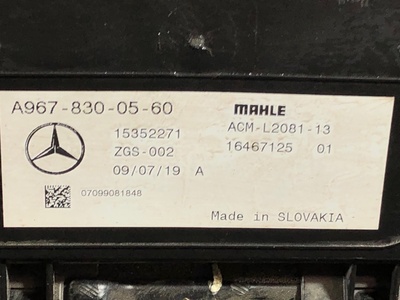 A967-830-05-60
MAHLE
15352271
ACM-L2081-13
ZGS-002
16467125 01
09/07/19 A
07099081848
Made in SLOVAKIA